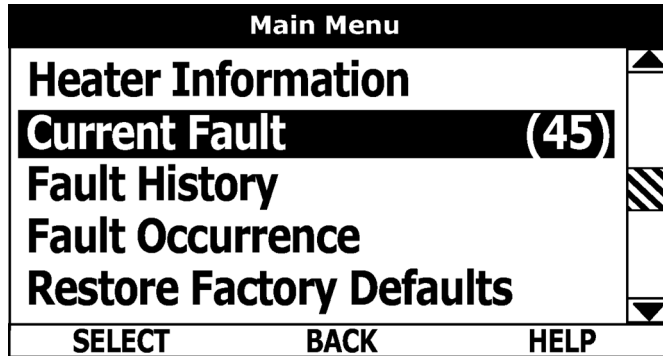 Main Menu
Heater Information
Current Fault (45)
Fault History
Fault Occurrence
Restore Factory Defaults
SELECT BACK HELP